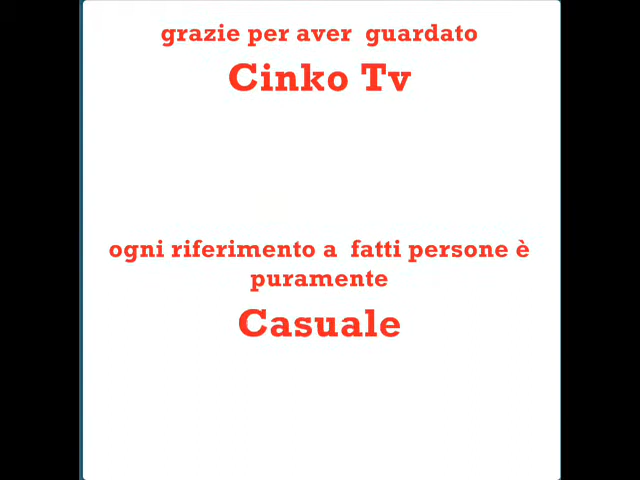 grazie per aver guardato
Cinko Tv
ogni riferimento a fatti persone è
puramente
Casuale